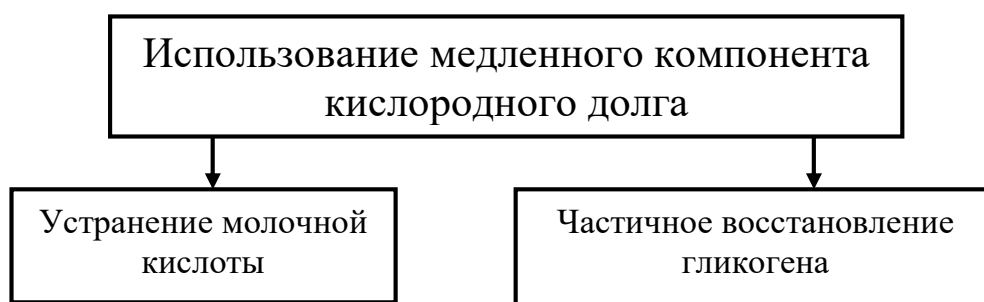 Использование медленного компонента
кислородного долга
Устранение молочной
кислоты
Частичное восстановление
гликогена